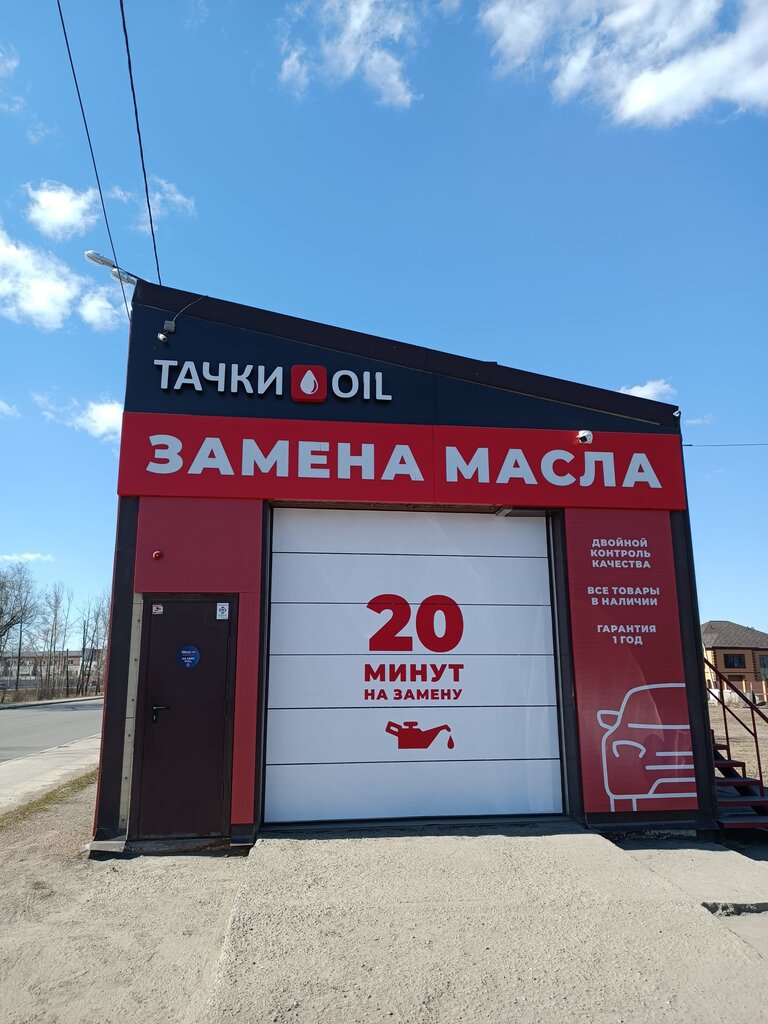 ТАЧКИ OIL
ЗАМЕНА МАСЛА
ДВОЙНОЙ
КОНТРОЛЬ
КАЧЕСТВА
ВСЕ ТОВАРЫ
В НАЛИЧИИ
ГАРАНТИЯ
1 ГОД
20
МИНУТ
НА ЗАМЕНУ